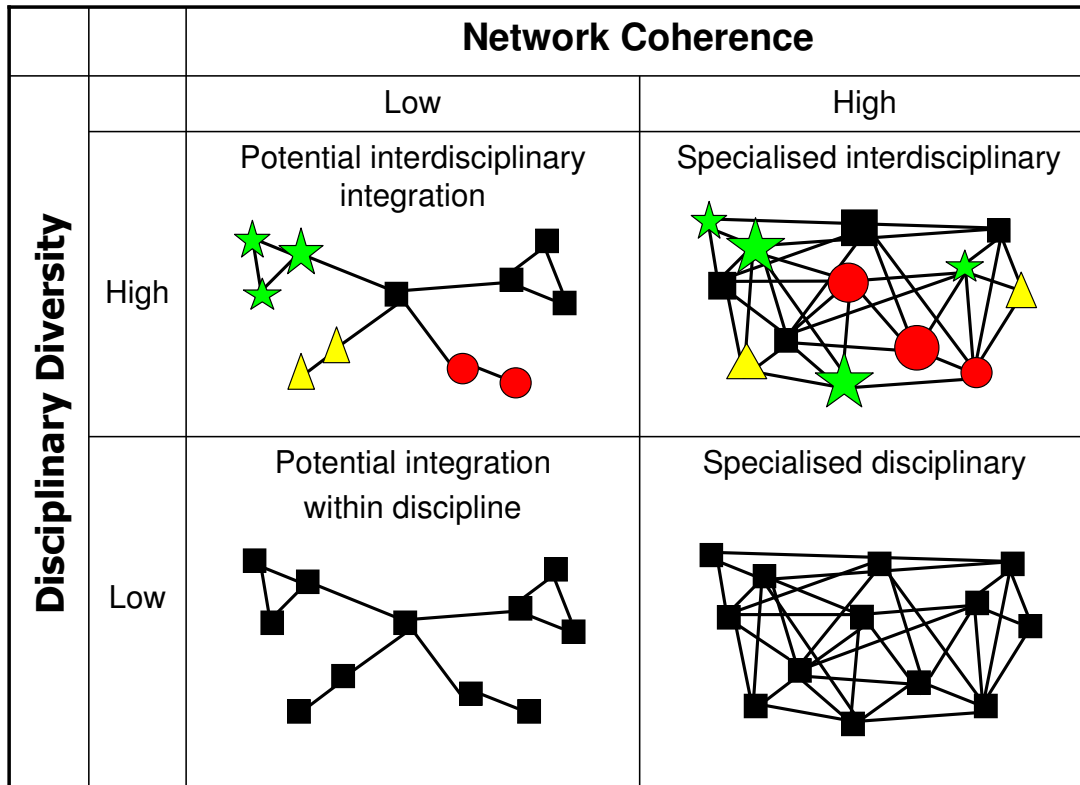 Network Coherence
Low
High
Disciplinary Diversity
High
Potential interdisciplinary
integration
Specialised interdisciplinary
Low
Potential integration
within discipline
Specialised disciplinary